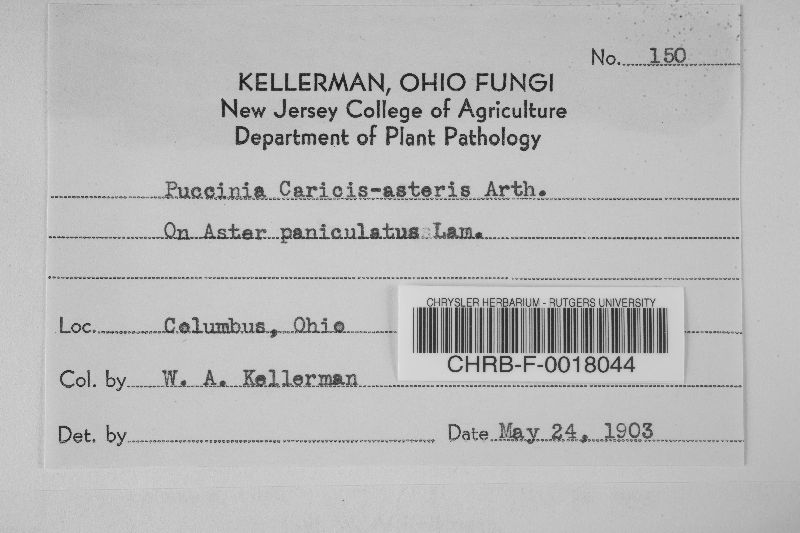 No. 150
KELLERMAN, OHIO FUNGI
New Jersey College of Agriculture
Department of Plant Pathology
Puccinia Caricis-asteris Arth.
On Aster paniculatus Lam.
Loc. Columbus, Ohio
CHRYSLER HERBARIUM - RUTGERS UNIVERSITY
CHRB-F-0018044
Col. by W. A. Kellerman
Det. by
Date May 24, 1903